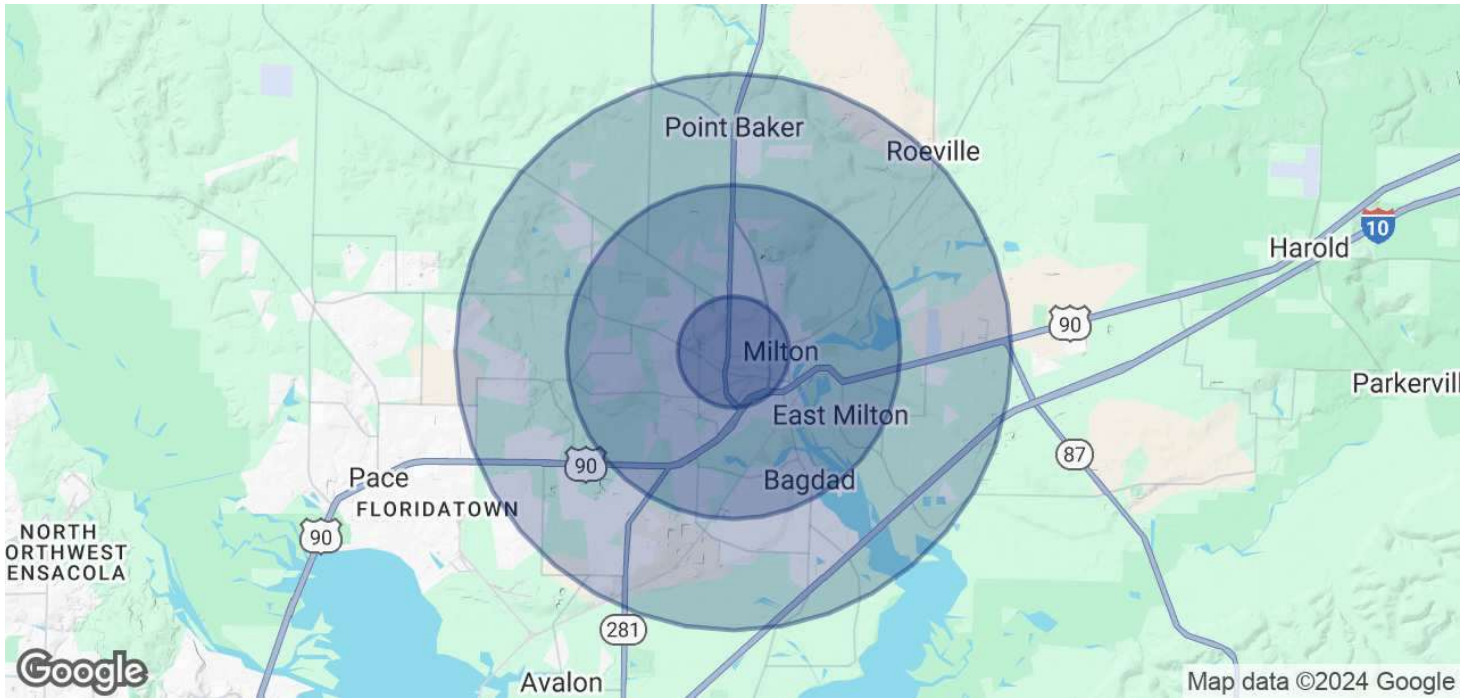 Point Baker
Roeville
10
Harold
90
Milton
Parkervill
East Milton
87
90
Pace
Bagdad
FLORIDATOWN
90
NORTH
ORTHWEST
ENSACOLA
281
Avalon
Google
Map data ©2024 Google